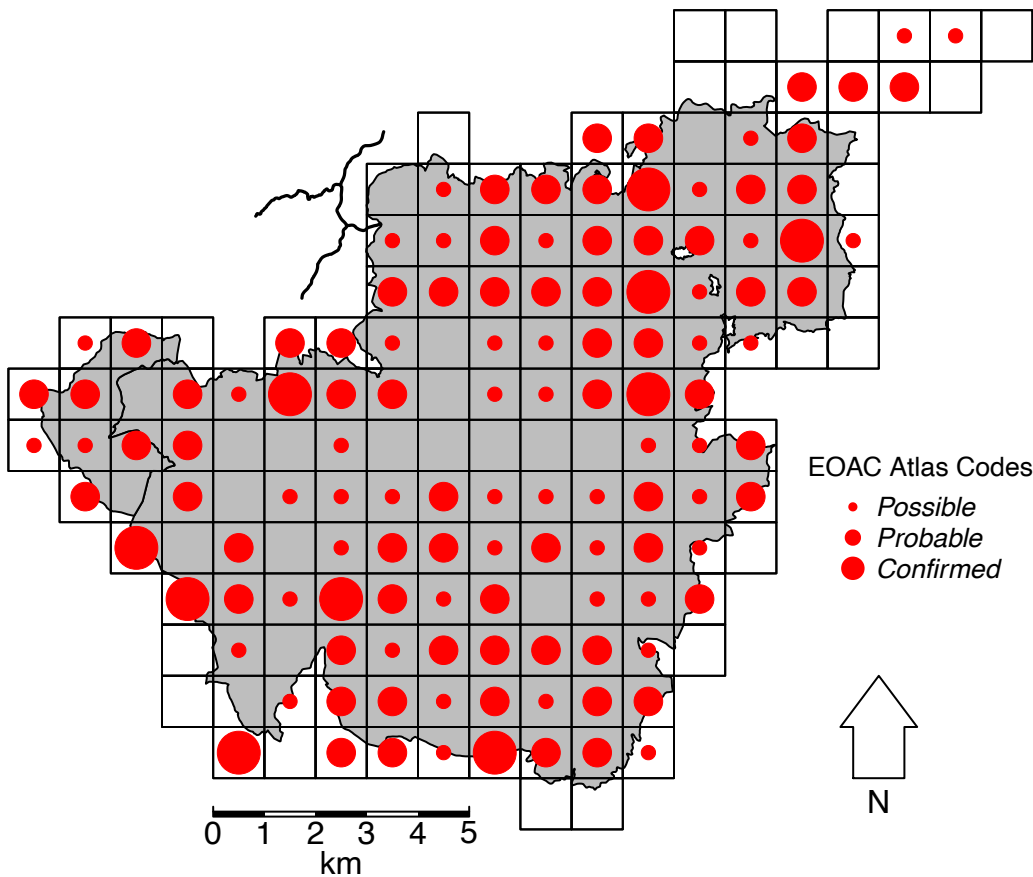 EOAC Atlas Codes
Possible
Probable
Confirmed
N
0 1 2 3 4 5
km